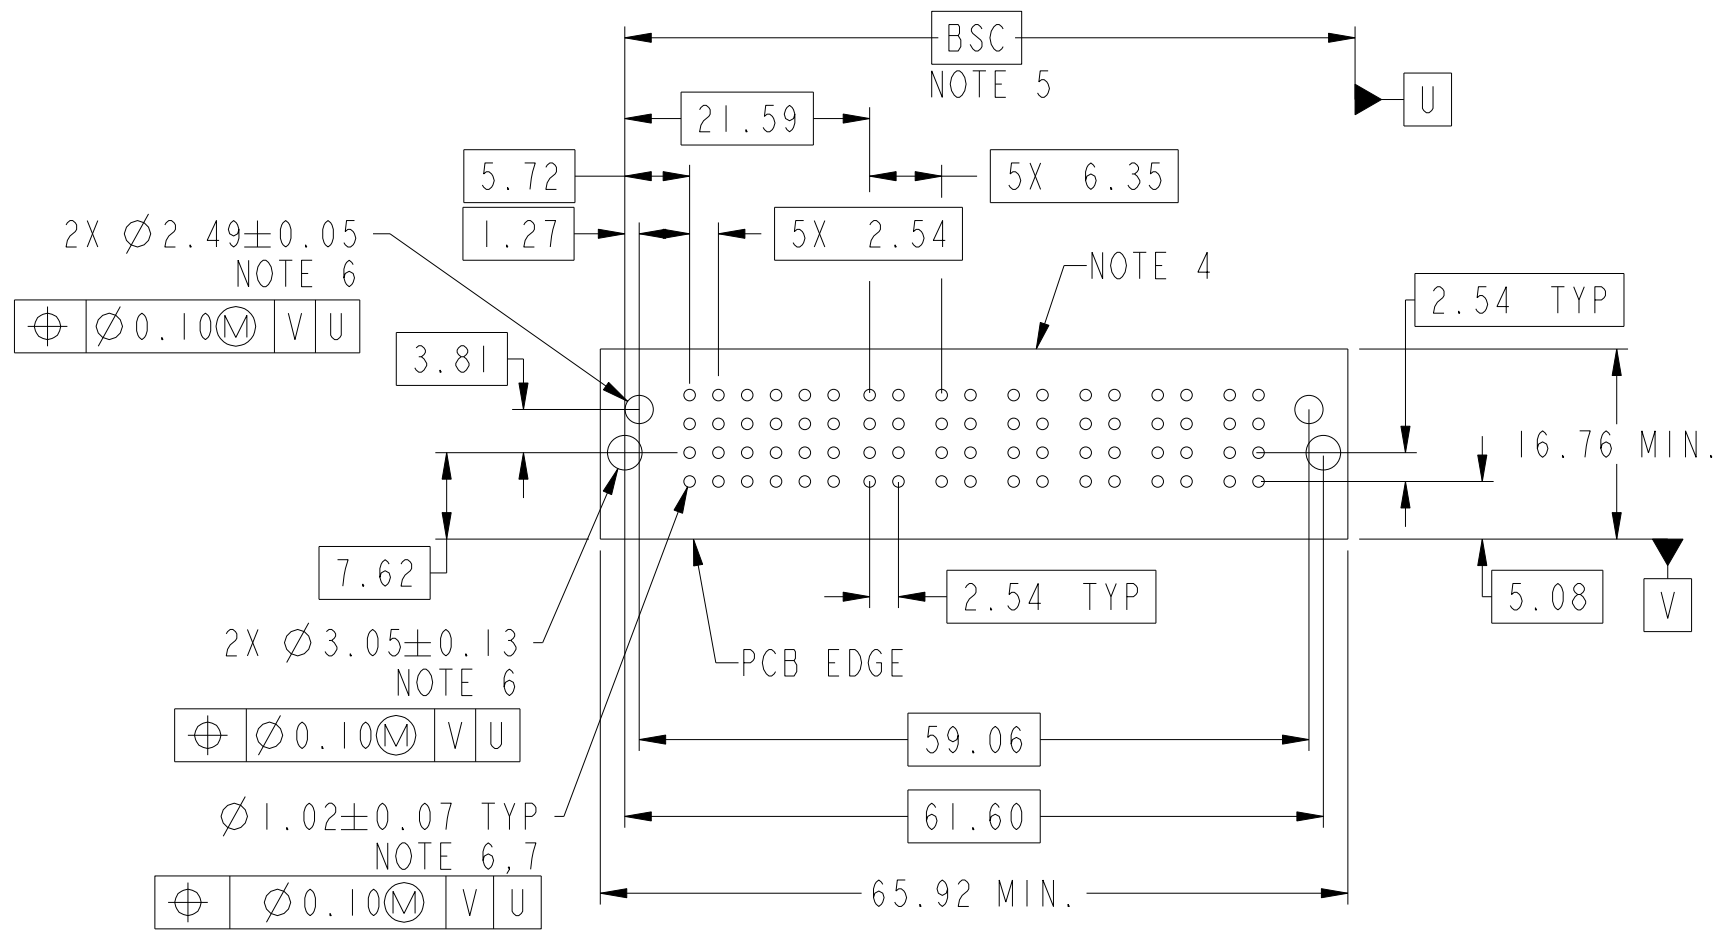 BSC
NOTE 5
U
21.59
5.72
5X 6.35
1.27
5X 2.54
2X ∅2.49±0.05
NOTE 6
⌖ ∅0.10Ⓜ V U
NOTE 4
2.54 TYP
3.81
16.76 MIN.
7.62
2.54 TYP
5.08
V
2X ∅3.05±0.13
NOTE 6
⌖ ∅0.10Ⓜ V U
PCB EDGE
59.06
∅1.02±0.07 TYP
NOTE 6,7
⌖ ∅0.10Ⓜ V U
61.60
65.92 MIN.